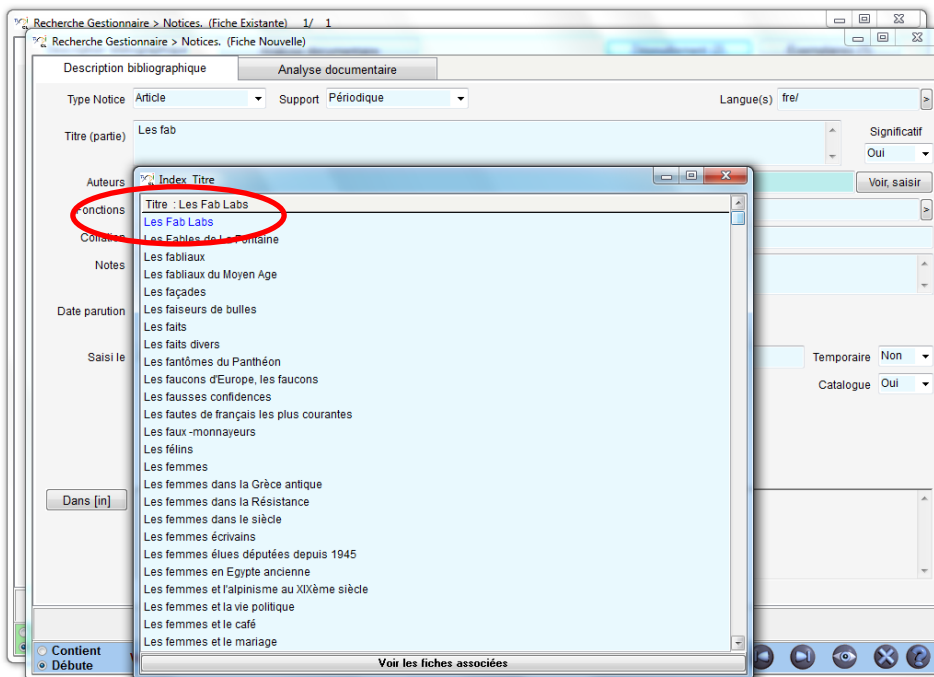 Recherche Gestionnaire > Notices. (Fiche Existante) 1/ 1
Recherche Gestionnaire > Notices. (Fiche Nouvelle)
Description bibliographique
Analyse documentaire
Type Notice Article Support Périodique Langue(s) fre/
Titre (partie) Les fab Significatif
Oui
Auteurs Voir, saisir
Fonctions
Collation
Notes
Date parution
Saisi le Temporaire Non
Catalogue Oui
Dans [in]
Index Titre
Titre : Les Fab Labs
Les Fab Labs
Les Fables de La Fontaine
Les fabliaux
Les fabliaux du Moyen Age
Les façades
Les faiseurs de bulles
Les faits
Les faits divers
Les fantômes du Panthéon
Les faucons d'Europe, les faucons
Les fausses confidences
Les fautes de français les plus courantes
Les faux -monnayeurs
Les félins
Les femmes
Les femmes dans la Grèce antique
Les femmes dans la Résistance
Les femmes dans le siècle
Les femmes écrivains
Les femmes élues députées depuis 1945
Les femmes en Egypte ancienne
Les femmes et l'alpinisme au XIXème siècle
Les femmes et la vie politique
Les femmes et le café
Les femmes et le mariage
Voir les fiches associées
Contient
Débute